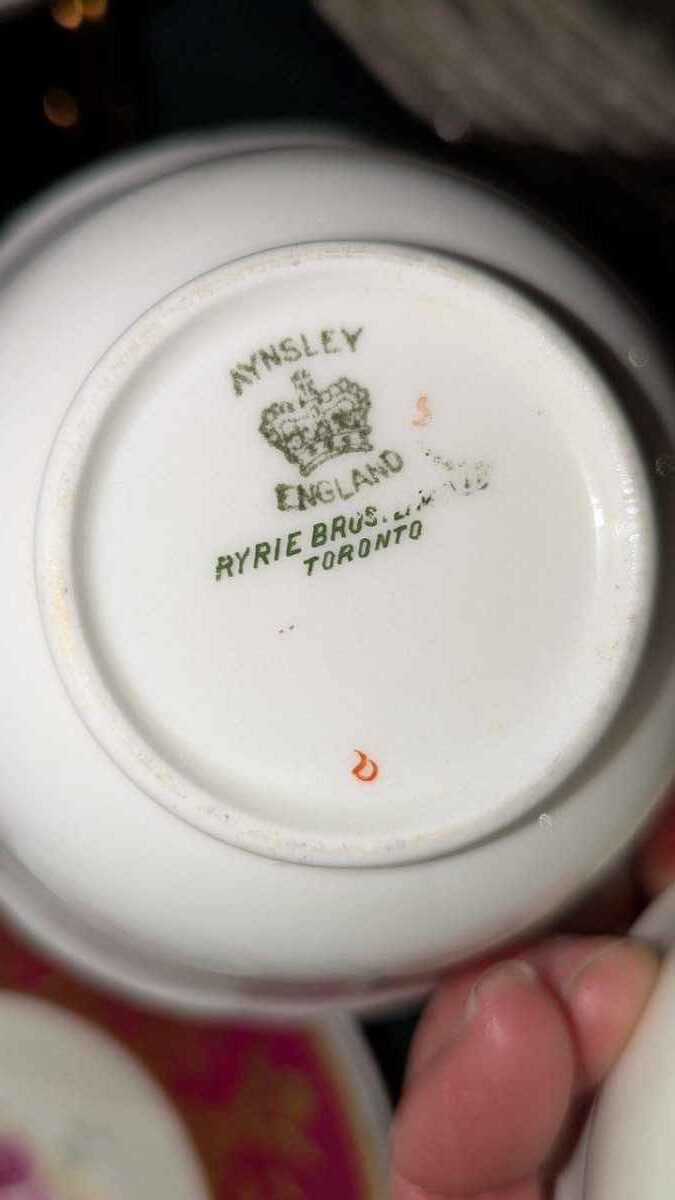 AYNSLEY
ENGLAND
RYRIE BROS.
TORONTO